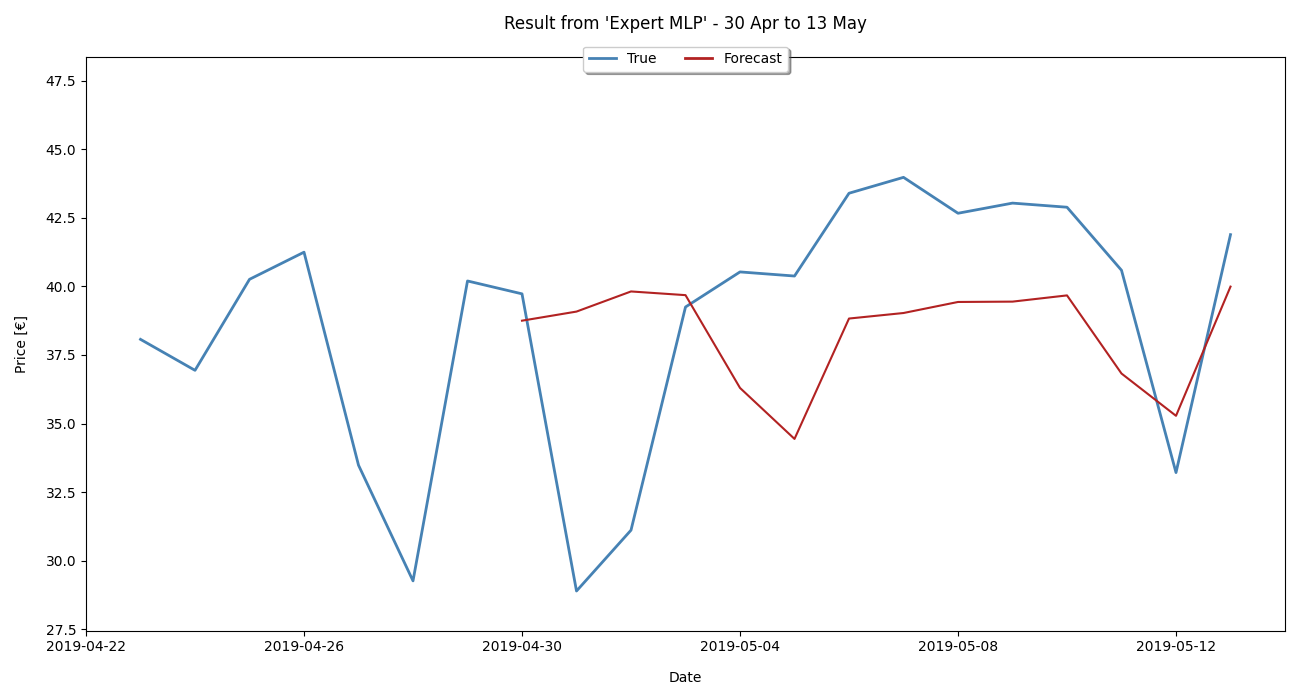 Result from 'Expert MLP' - 30 Apr to 13 May
True Forecast
47.5
45.0
42.5
40.0
37.5
35.0
32.5
30.0
27.5
Price [€]
2019-04-22 2019-04-26 2019-04-30 2019-05-04 2019-05-08 2019-05-12
Date